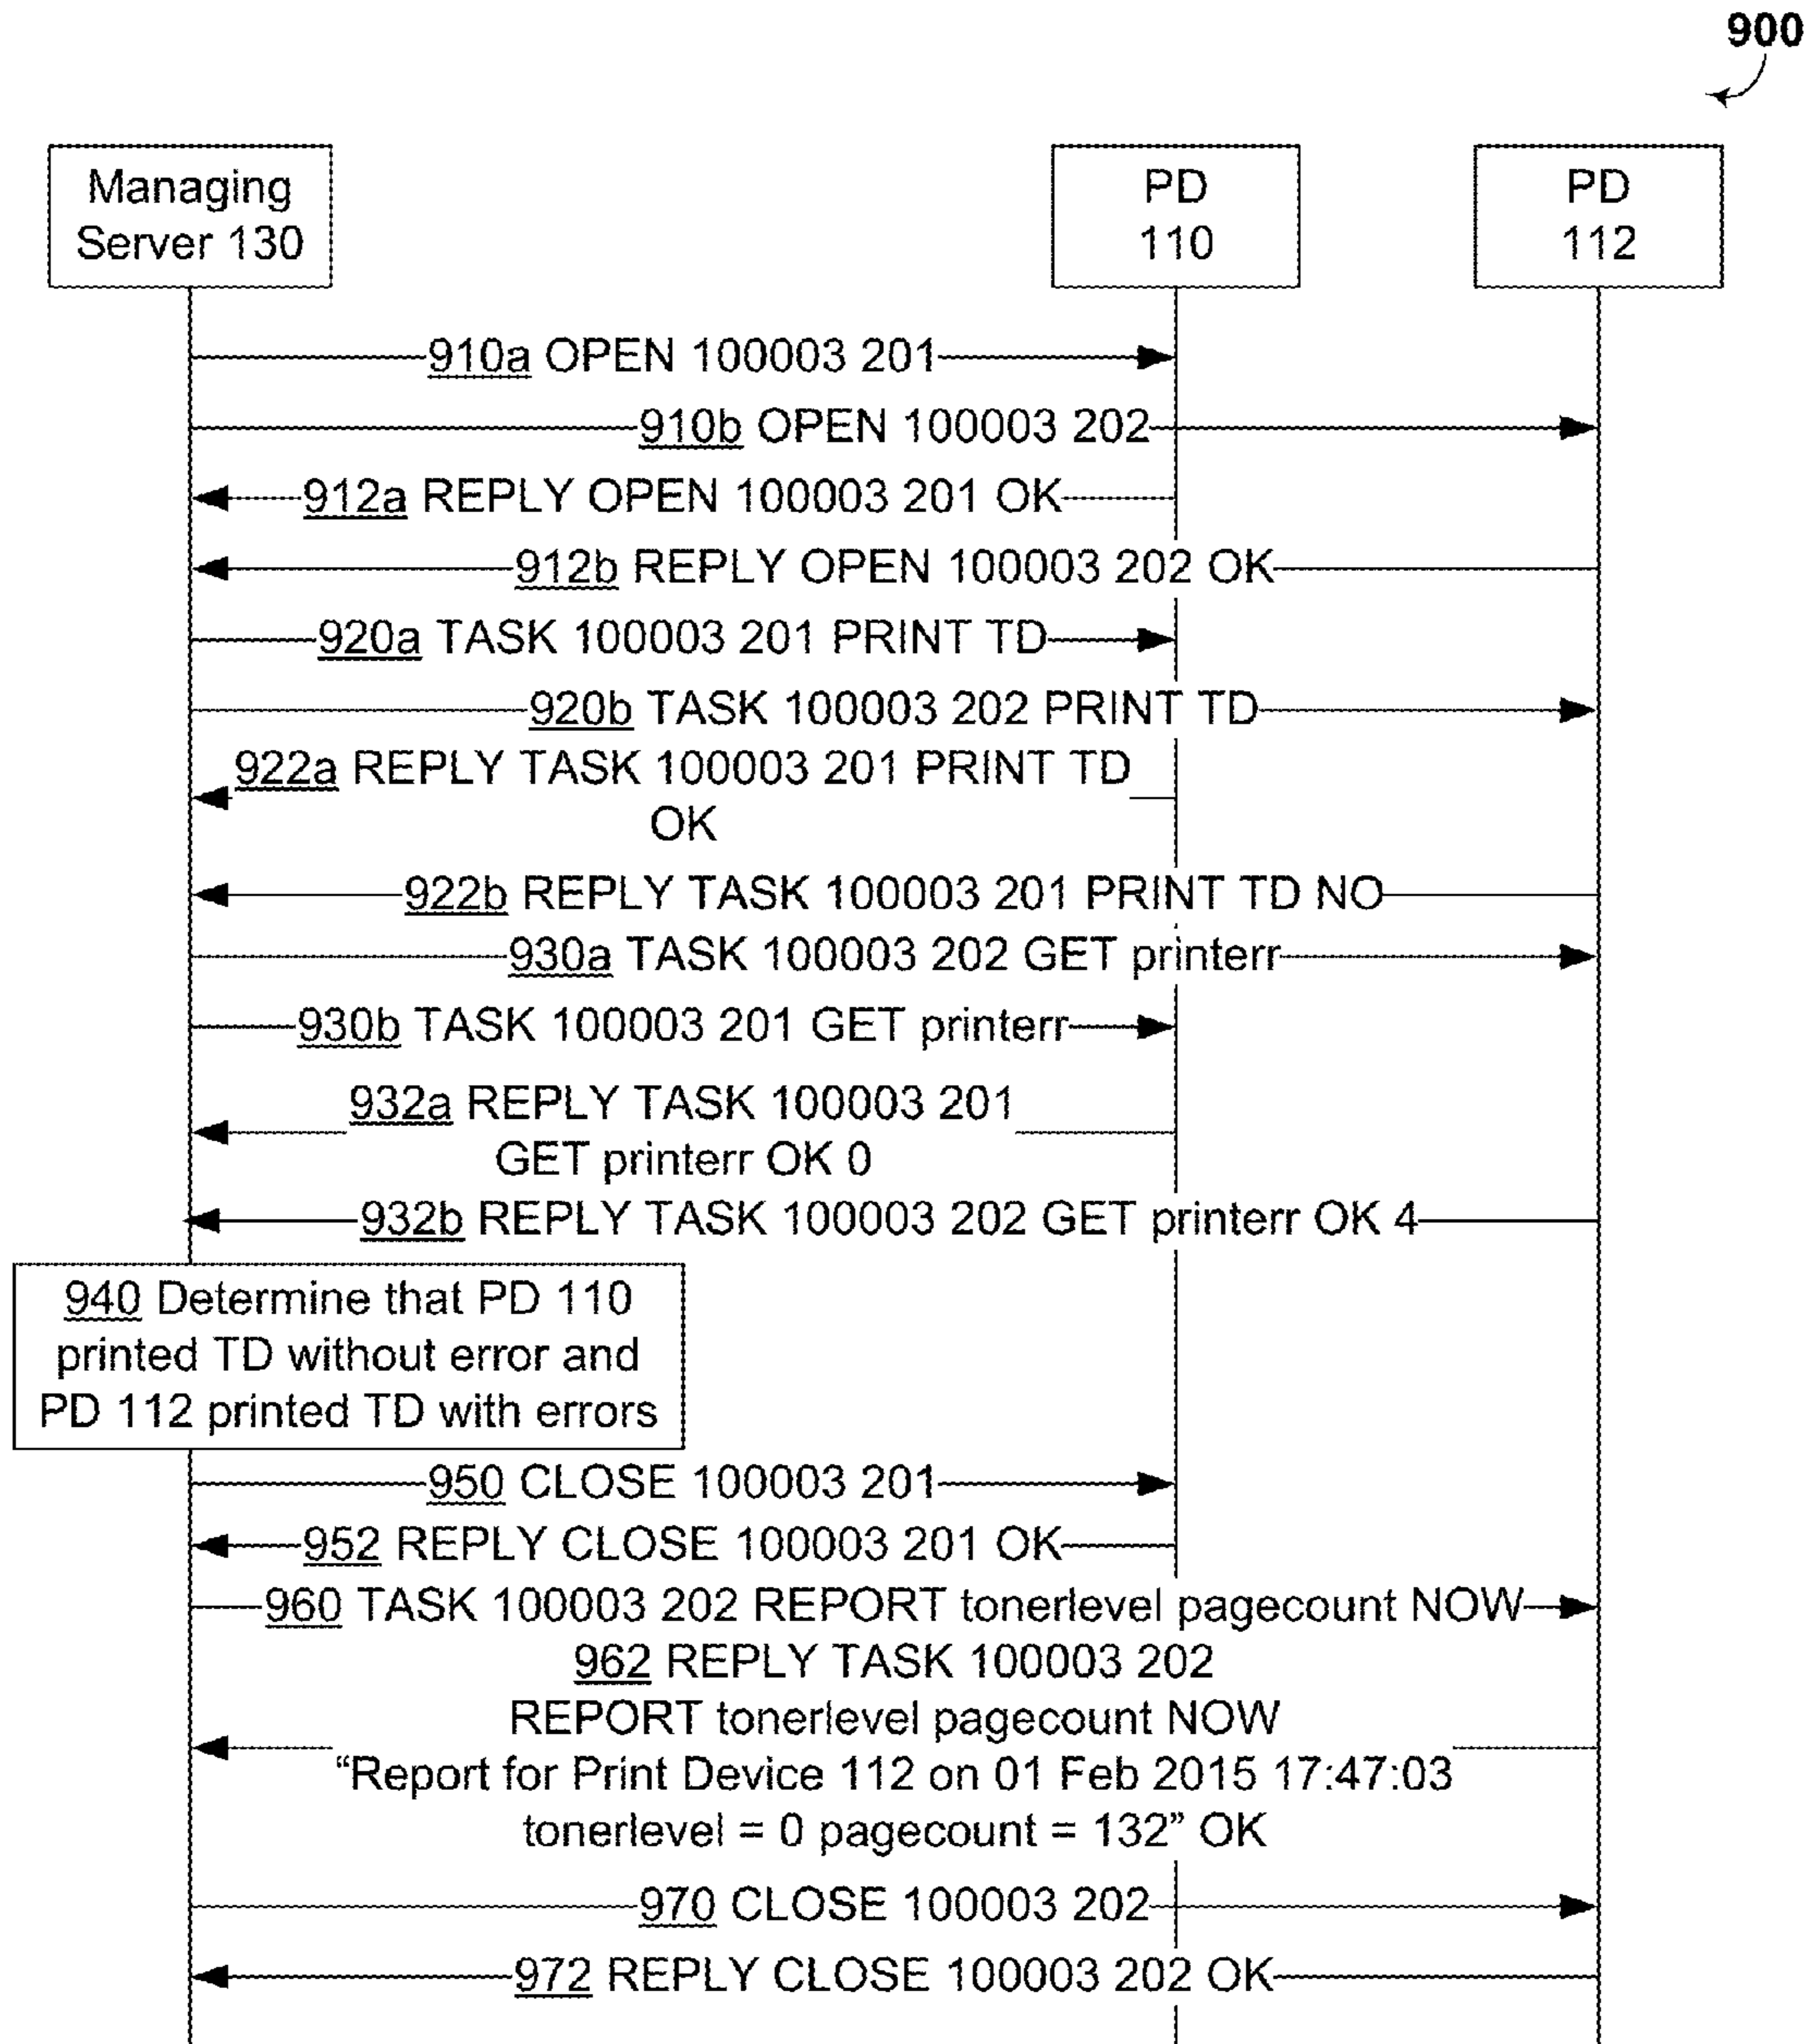 900
Managing
Server 130
PD
110
PD
112
910a OPEN 100003 201
910b OPEN 100003 202
912a REPLY OPEN 100003 201 OK
912b REPLY OPEN 100003 202 OK
920a TASK 100003 201 PRINT TD
920b TASK 100003 202 PRINT TD
922a REPLY TASK 100003 201 PRINT TD
OK
922b REPLY TASK 100003 201 PRINT TD NO
930a TASK 100003 202 GET printerr
930b TASK 100003 201 GET printerr
932a REPLY TASK 100003 201
GET printerr OK 0
932b REPLY TASK 100003 202 GET printerr OK 4
940 Determine that PD 110
printed TD without error and
PD 112 printed TD with errors
950 CLOSE 100003 201
952 REPLY CLOSE 100003 201 OK
960 TASK 100003 202 REPORT tonerlevel pagecount NOW
962 REPLY TASK 100003 202
REPORT tonerlevel pagecount NOW
“Report for Print Device 112 on 01 Feb 2015 17:47:03
tonerlevel = 0 pagecount = 132” OK
970 CLOSE 100003 202
972 REPLY CLOSE 100003 202 OK